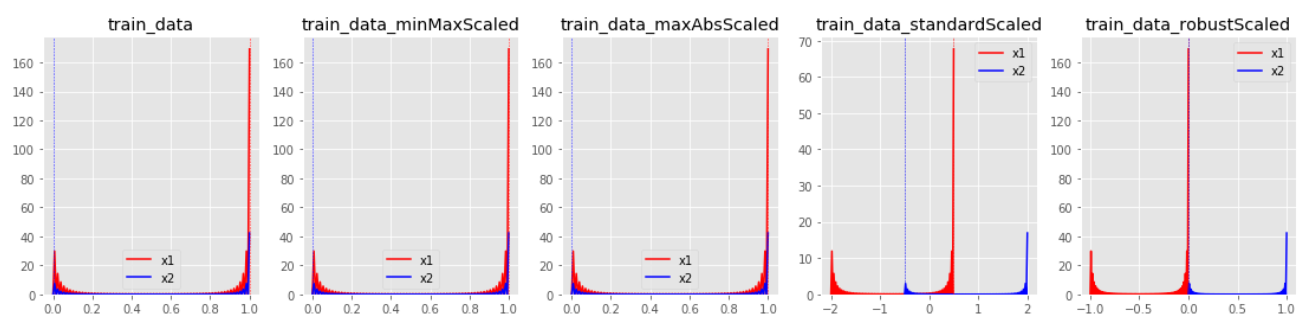 train_data
160
140
120
100
80
60
40
20
0
0.0 0.2 0.4 0.6 0.8 1.0
x1
x2
train_data_minMaxScaled
160
140
120
100
80
60
40
20
0
0.0 0.2 0.4 0.6 0.8 1.0
x1
x2
train_data_maxAbsScaled
160
140
120
100
80
60
40
20
0
0.0 0.2 0.4 0.6 0.8 1.0
x1
x2
train_data_standardScaled
70
60
50
40
30
20
10
0
−2 −1 0 1 2
x1
x2
train_data_robustScaled
160
140
120
100
80
60
40
20
0
−1.0 −0.5 0.0 0.5 1.0
x1
x2